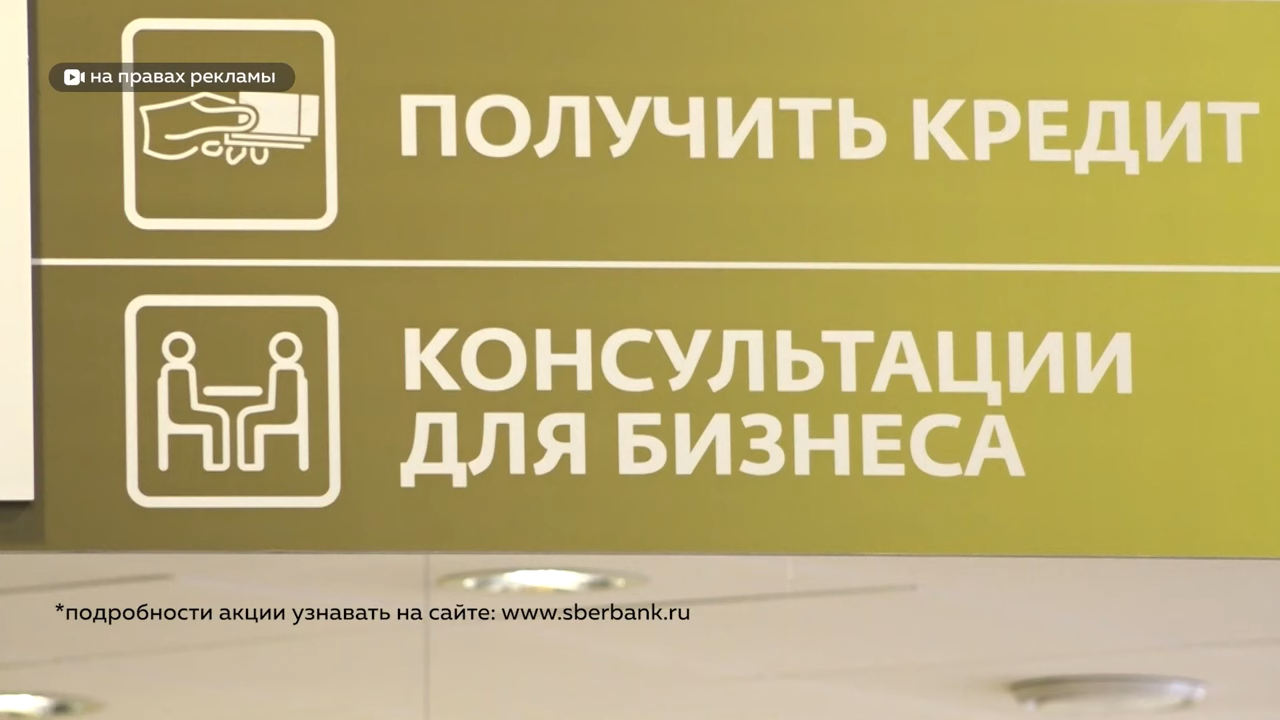 на правах рекламы
ПОЛУЧИТЬ КРЕДИТ
КОНСУЛЬТАЦИИ
ДЛЯ БИЗНЕСА
*подробности акции узнавать на сайте: www.sberbank.ru